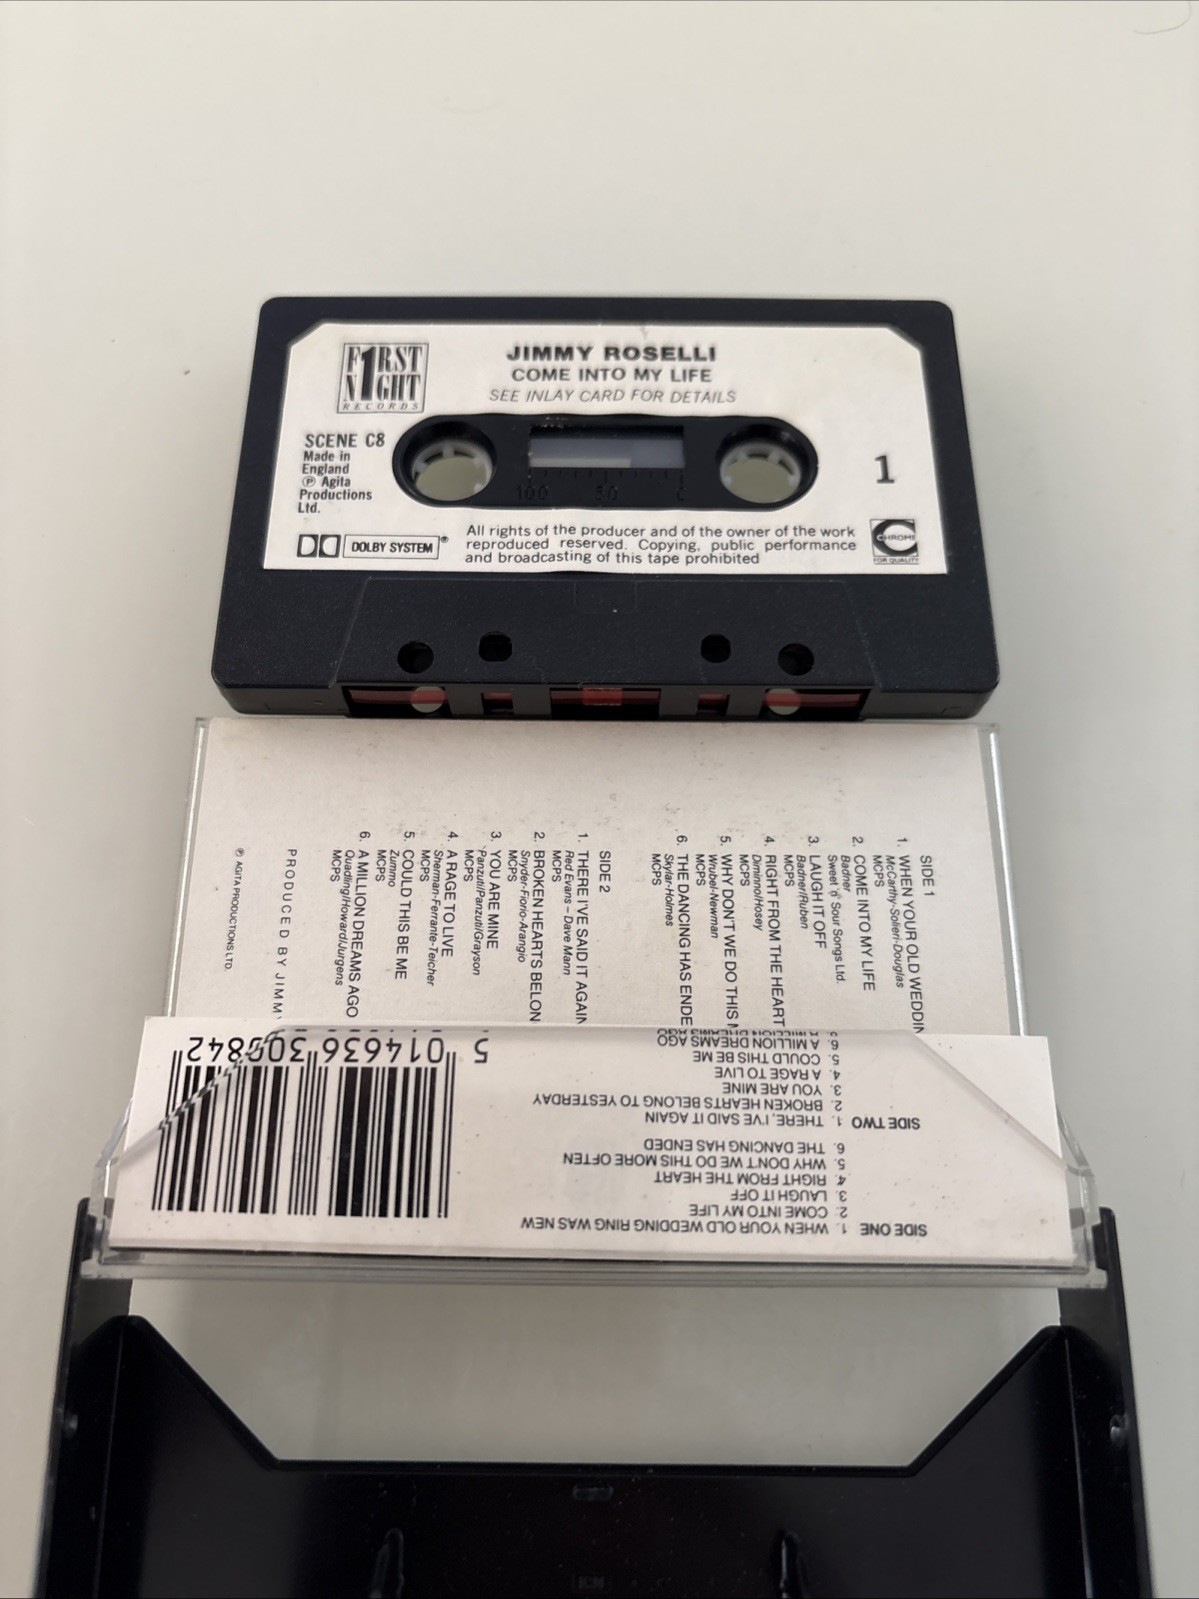 F1RST
N1GHT
RECORDS
JIMMY ROSELLI
COME INTO MY LIFE
SEE INLAY CARD FOR DETAILS
SCENE C8
Made in
England
℗ Agita
Productions
Ltd.
1
100 50
DOLBY SYSTEM®
All rights of the producer and of the owner of the work
reproduced reserved. Copying, public performance
and broadcasting of this tape prohibited
CHROME
FOR QUALITY
SIDE 1
1. WHEN YOUR OLD WEDDIN
McCarthy-Solieri-Douglas
MCPS
2. COME INTO MY LIFE
Badner
Sweet 'n' Sour Songs Ltd.
3. LAUGH IT OFF
Badner/Ruben
MCPS
4. RIGHT FROM THE HEART
Diminno/Hosey
MCPS
5. WHY DON'T WE DO THIS M
Wrubel-Newman
MCPS
6. THE DANCING HAS ENDE
Skylar-Holmes
MCPS
SIDE 2
1. THERE I'VE SAID IT AGAIN
Red Evans – Dave Mann
MCPS
2. BROKEN HEARTS BELON
Snyder-Fiorio-Arangio
MCPS
3. YOU ARE MINE
Panzuti/Panzuti/Grayson
MCPS
4. A RAGE TO LIVE
Sherman-Ferrante-Teicher
MCPS
5. COULD THIS BE ME
Zummo
MCPS
6. A MILLION DREAMS AGO
Quadling/Howard/Jurgens
MCPS
PRODUCED BY JIMMY
℗ AGITA PRODUCTIONS LTD.
SIDE ONE 1. WHEN YOUR OLD WEDDING RING WAS NEW
2. COME INTO MY LIFE
3. LAUGH IT OFF
4. RIGHT FROM THE HEART
5. WHY DON'T WE DO THIS MORE OFTEN
6. THE DANCING HAS ENDED
SIDE TWO 1. THERE, I'VE SAID IT AGAIN
2. BROKEN HEARTS BELONG TO YESTERDAY
3. YOU ARE MINE
4. A RAGE TO LIVE
5. COULD THIS BE ME
6. A MILLION DREAMS AGO
5 014636 300842